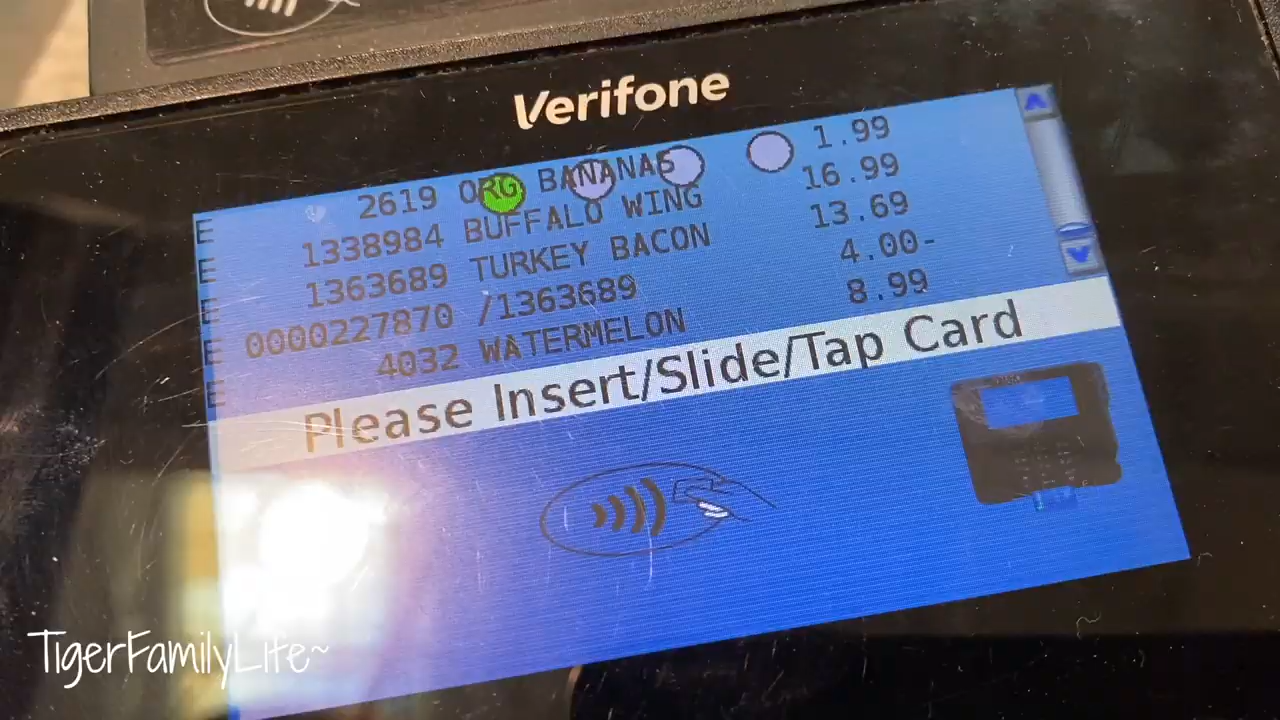 Verifone
E 2619 ORG BANANAS 1.99
E 1338984 BUFFALO WING 16.99
E 1363689 TURKEY BACON 13.69
E 0000227870 /1363689 4.00-
E 4032 WATERMELON 8.99
Please Insert/Slide/Tap Card
TigerFamilyLife~